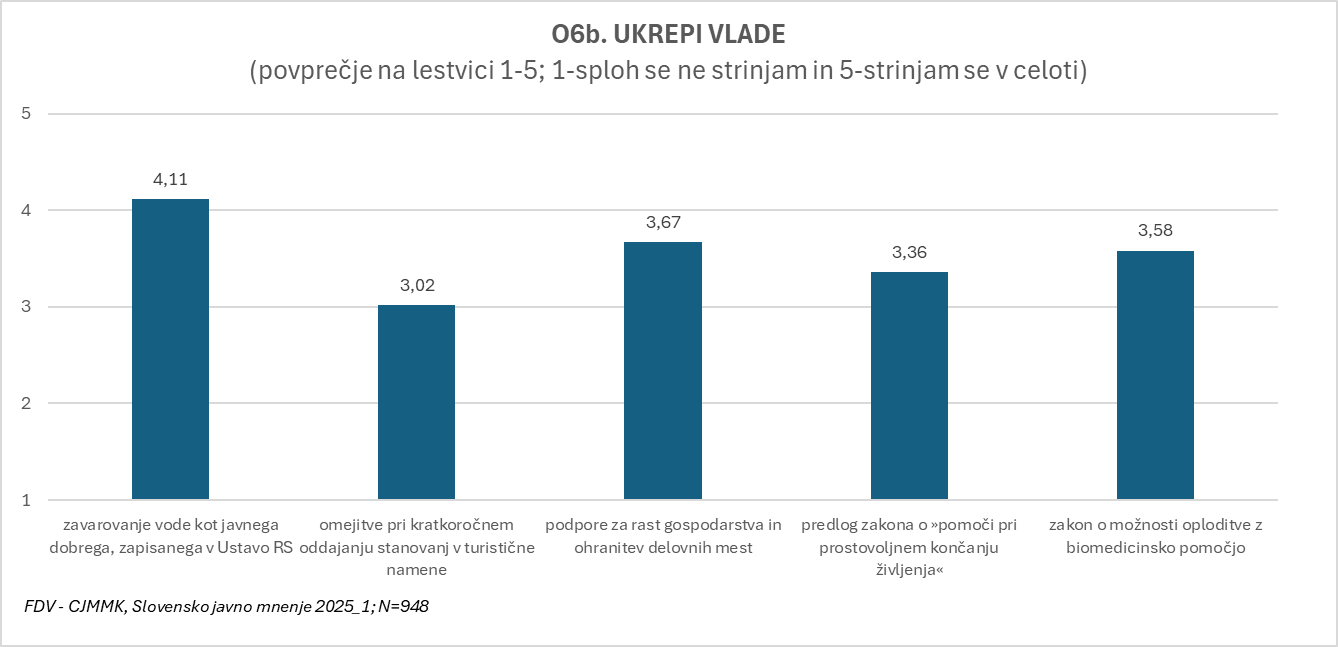 O6b. UKREPI VLADE
(povprečje na lestvici 1-5; 1-sploh se ne strinjam in 5-strinjam se v celoti)
5
4
3
2
1
4,11
3,02
3,67
3,36
3,58
zavarovanje vode kot javnega
dobrega, zapisanega v Ustavo RS
omejitve pri kratkoročnem
oddajanju stanovanj v turistične
namene
podpore za rast gospodarstva in
ohranitev delovnih mest
predlog zakona o »pomoči pri
prostovoljnem končanju
življenja«
zakon o možnosti oploditve z
biomedicinsko pomočjo
FDV - CJMMK, Slovensko javno mnenje 2025_1; N=948